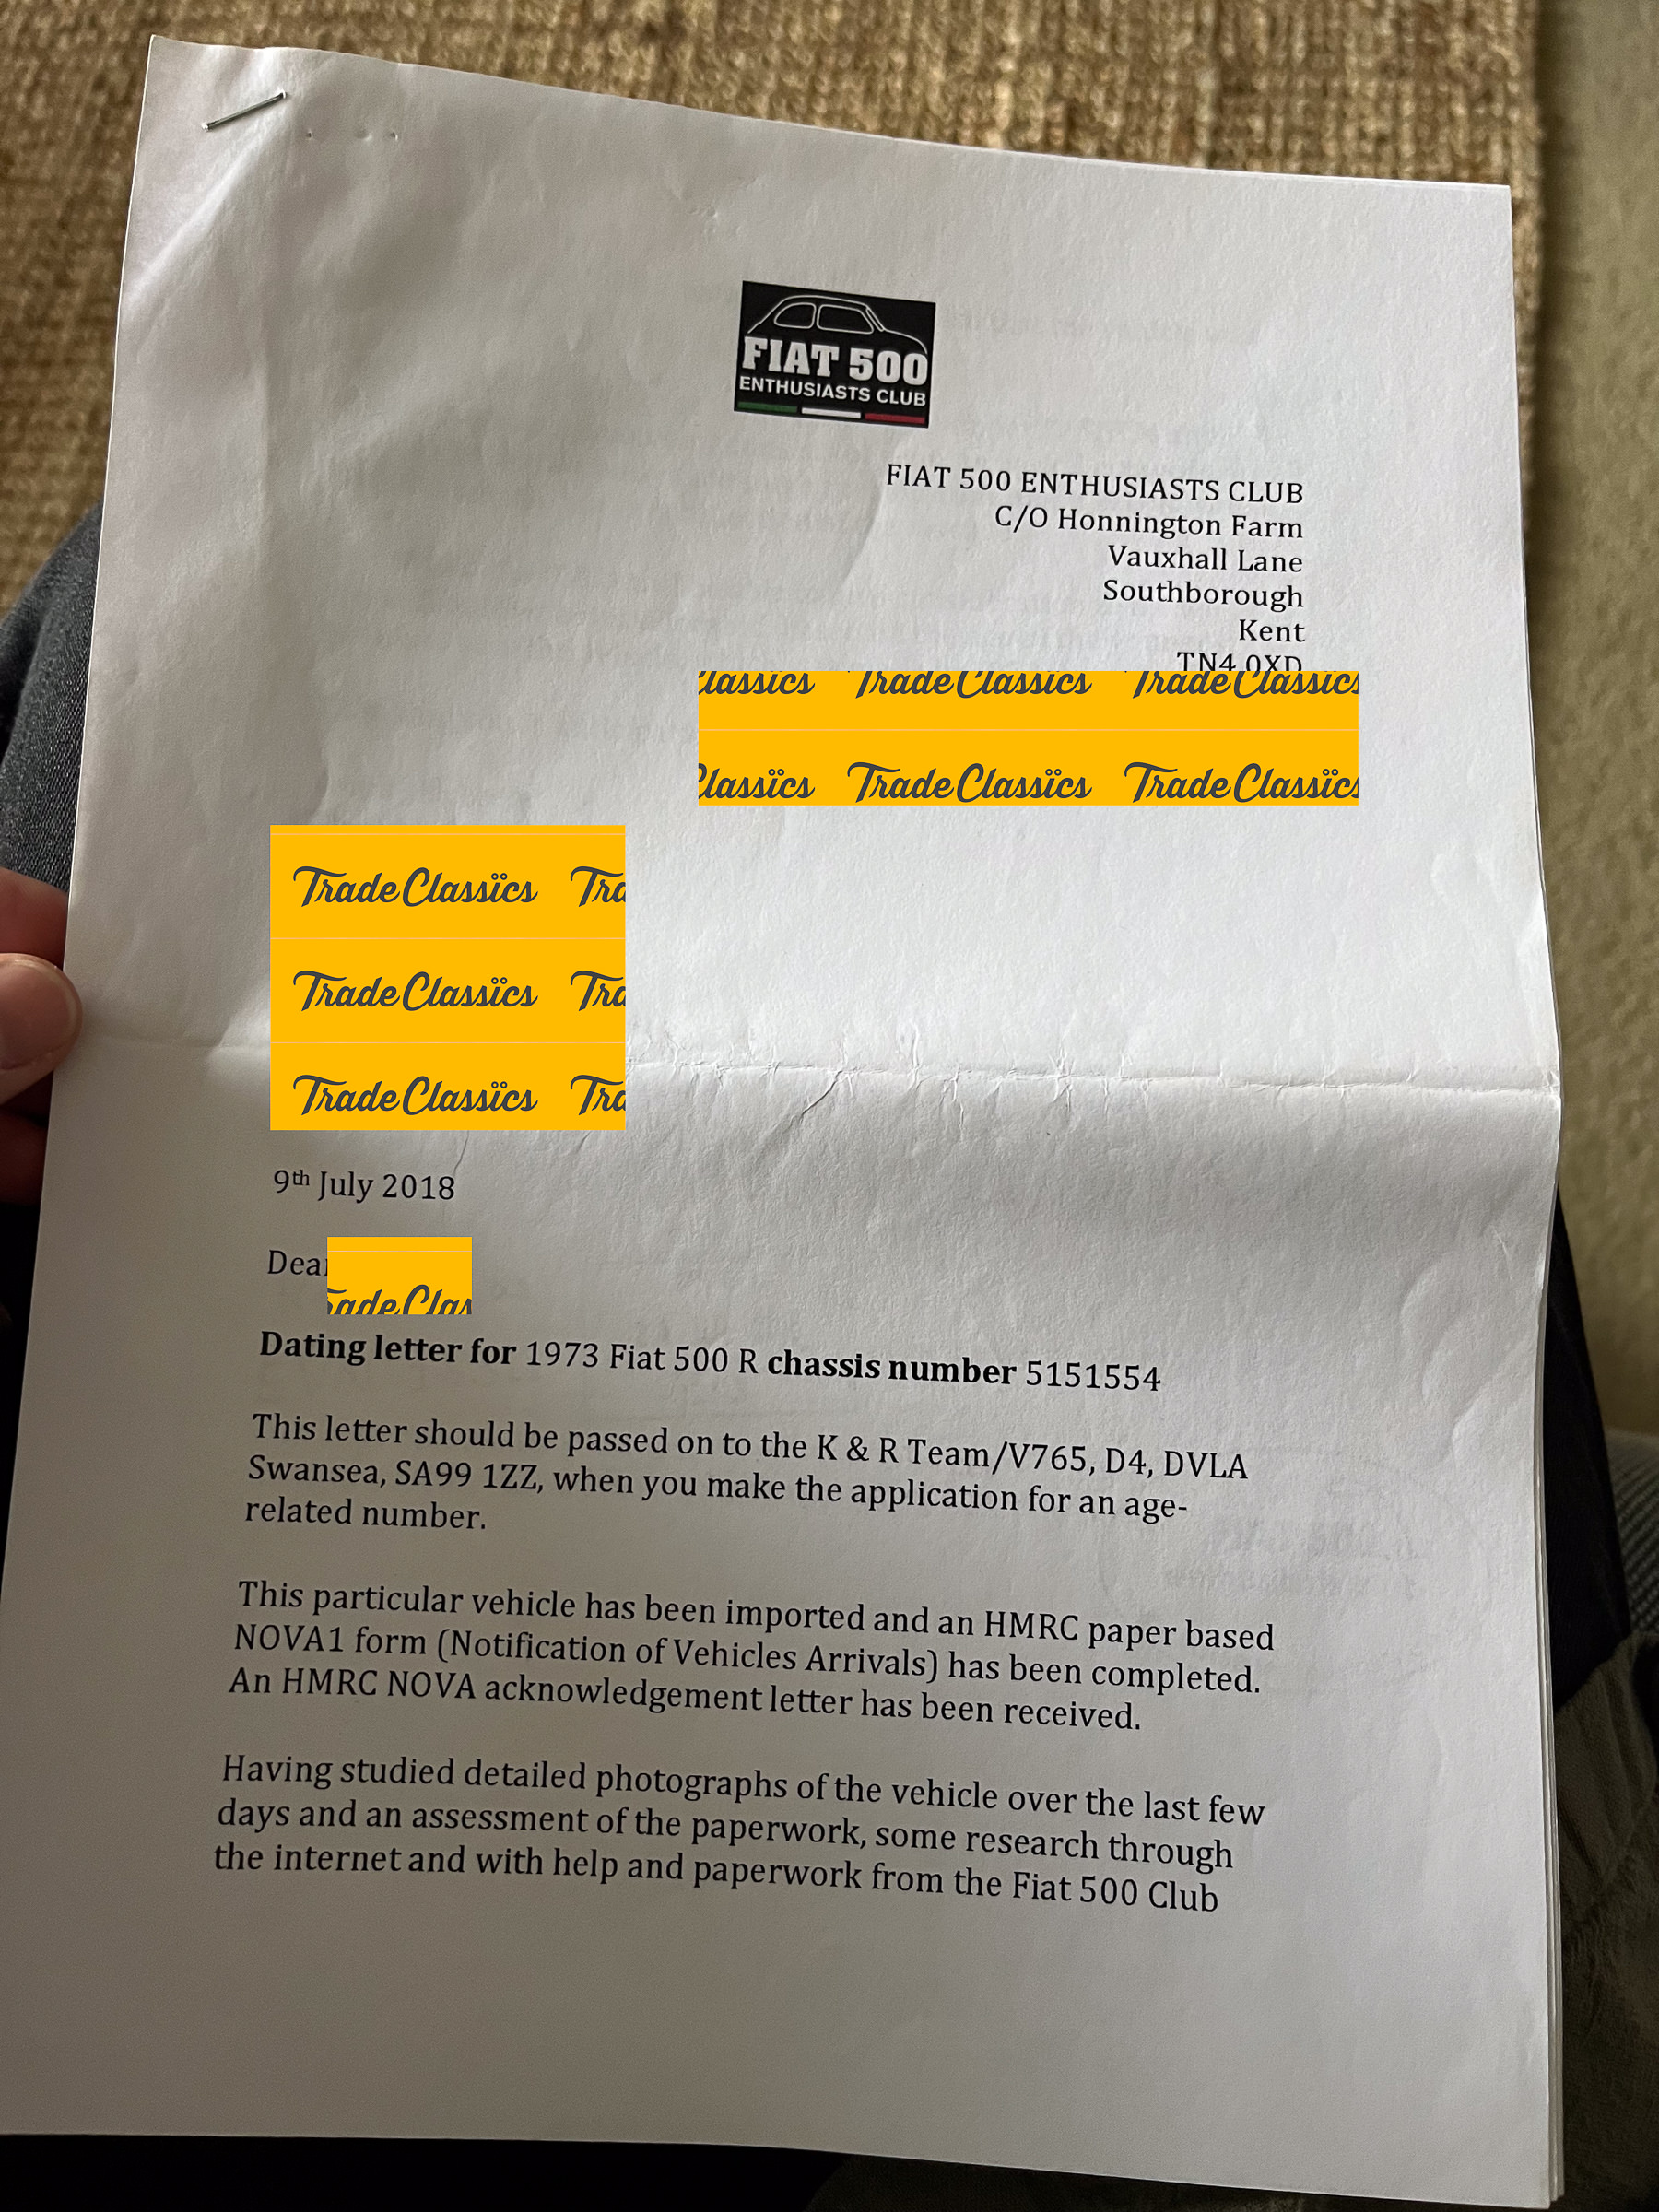 FIAT 500
ENTHUSIASTS CLUB
FIAT 500 ENTHUSIASTS CLUB
C/O Honnington Farm
Vauxhall Lane
Southborough
Kent
TN4 0XD
Classics Trade Classics Trade Classics
Classics Trade Classics Trade Classics
Trade Classics Tra
Trade Classics Tra
Trade Classics Tra
9th July 2018
Dear
rade Clas
Dating letter for 1973 Fiat 500 R chassis number 5151554
This letter should be passed on to the K & R Team/V765, D4, DVLA
Swansea, SA99 1ZZ, when you make the application for an age-
related number.
This particular vehicle has been imported and an HMRC paper based
NOVA1 form (Notification of Vehicles Arrivals) has been completed.
An HMRC NOVA acknowledgement letter has been received.
Having studied detailed photographs of the vehicle over the last few
days and an assessment of the paperwork, some research through
the internet and with help and paperwork from the Fiat 500 Club